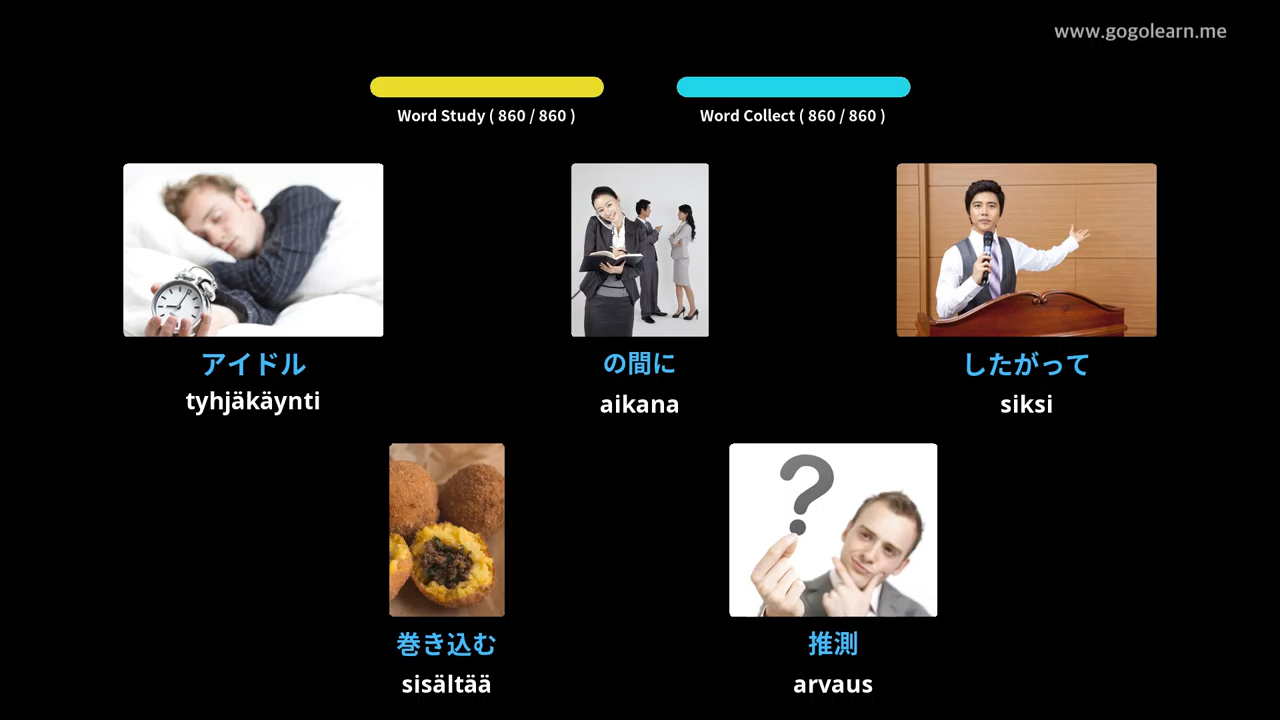 www.gogolearn.me
Word Study ( 860 / 860 )
Word Collect ( 860 / 860 )
アイドル
tyhjäkäynti
の間に
aikana
したがって
siksi
巻き込む
sisältää
推測
arvaus